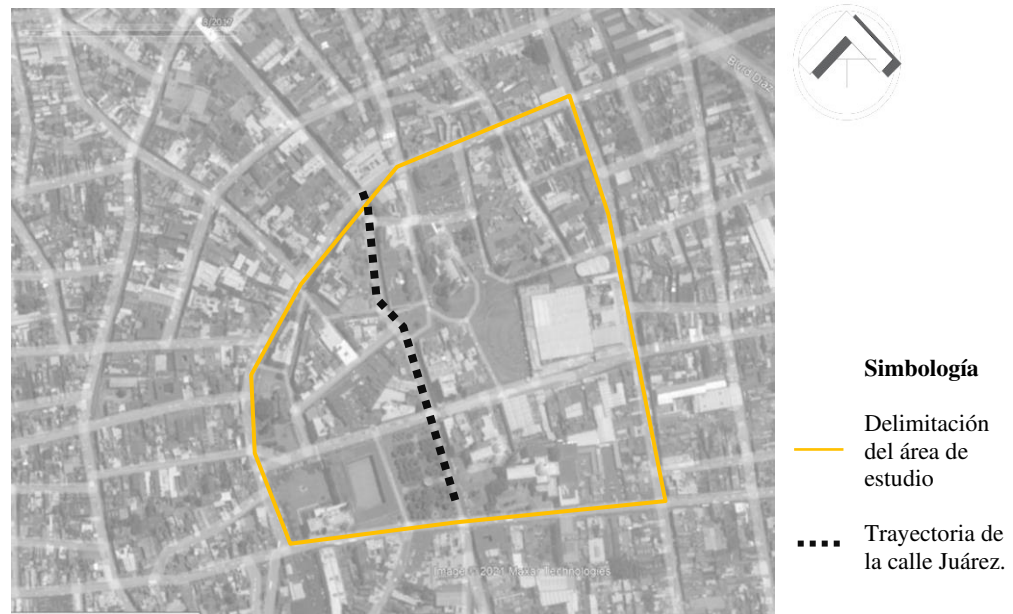 Simbología
Delimitación
del área de
estudio
Trayectoria de
la calle Juárez.
Image © 2021 Maxar Technologies